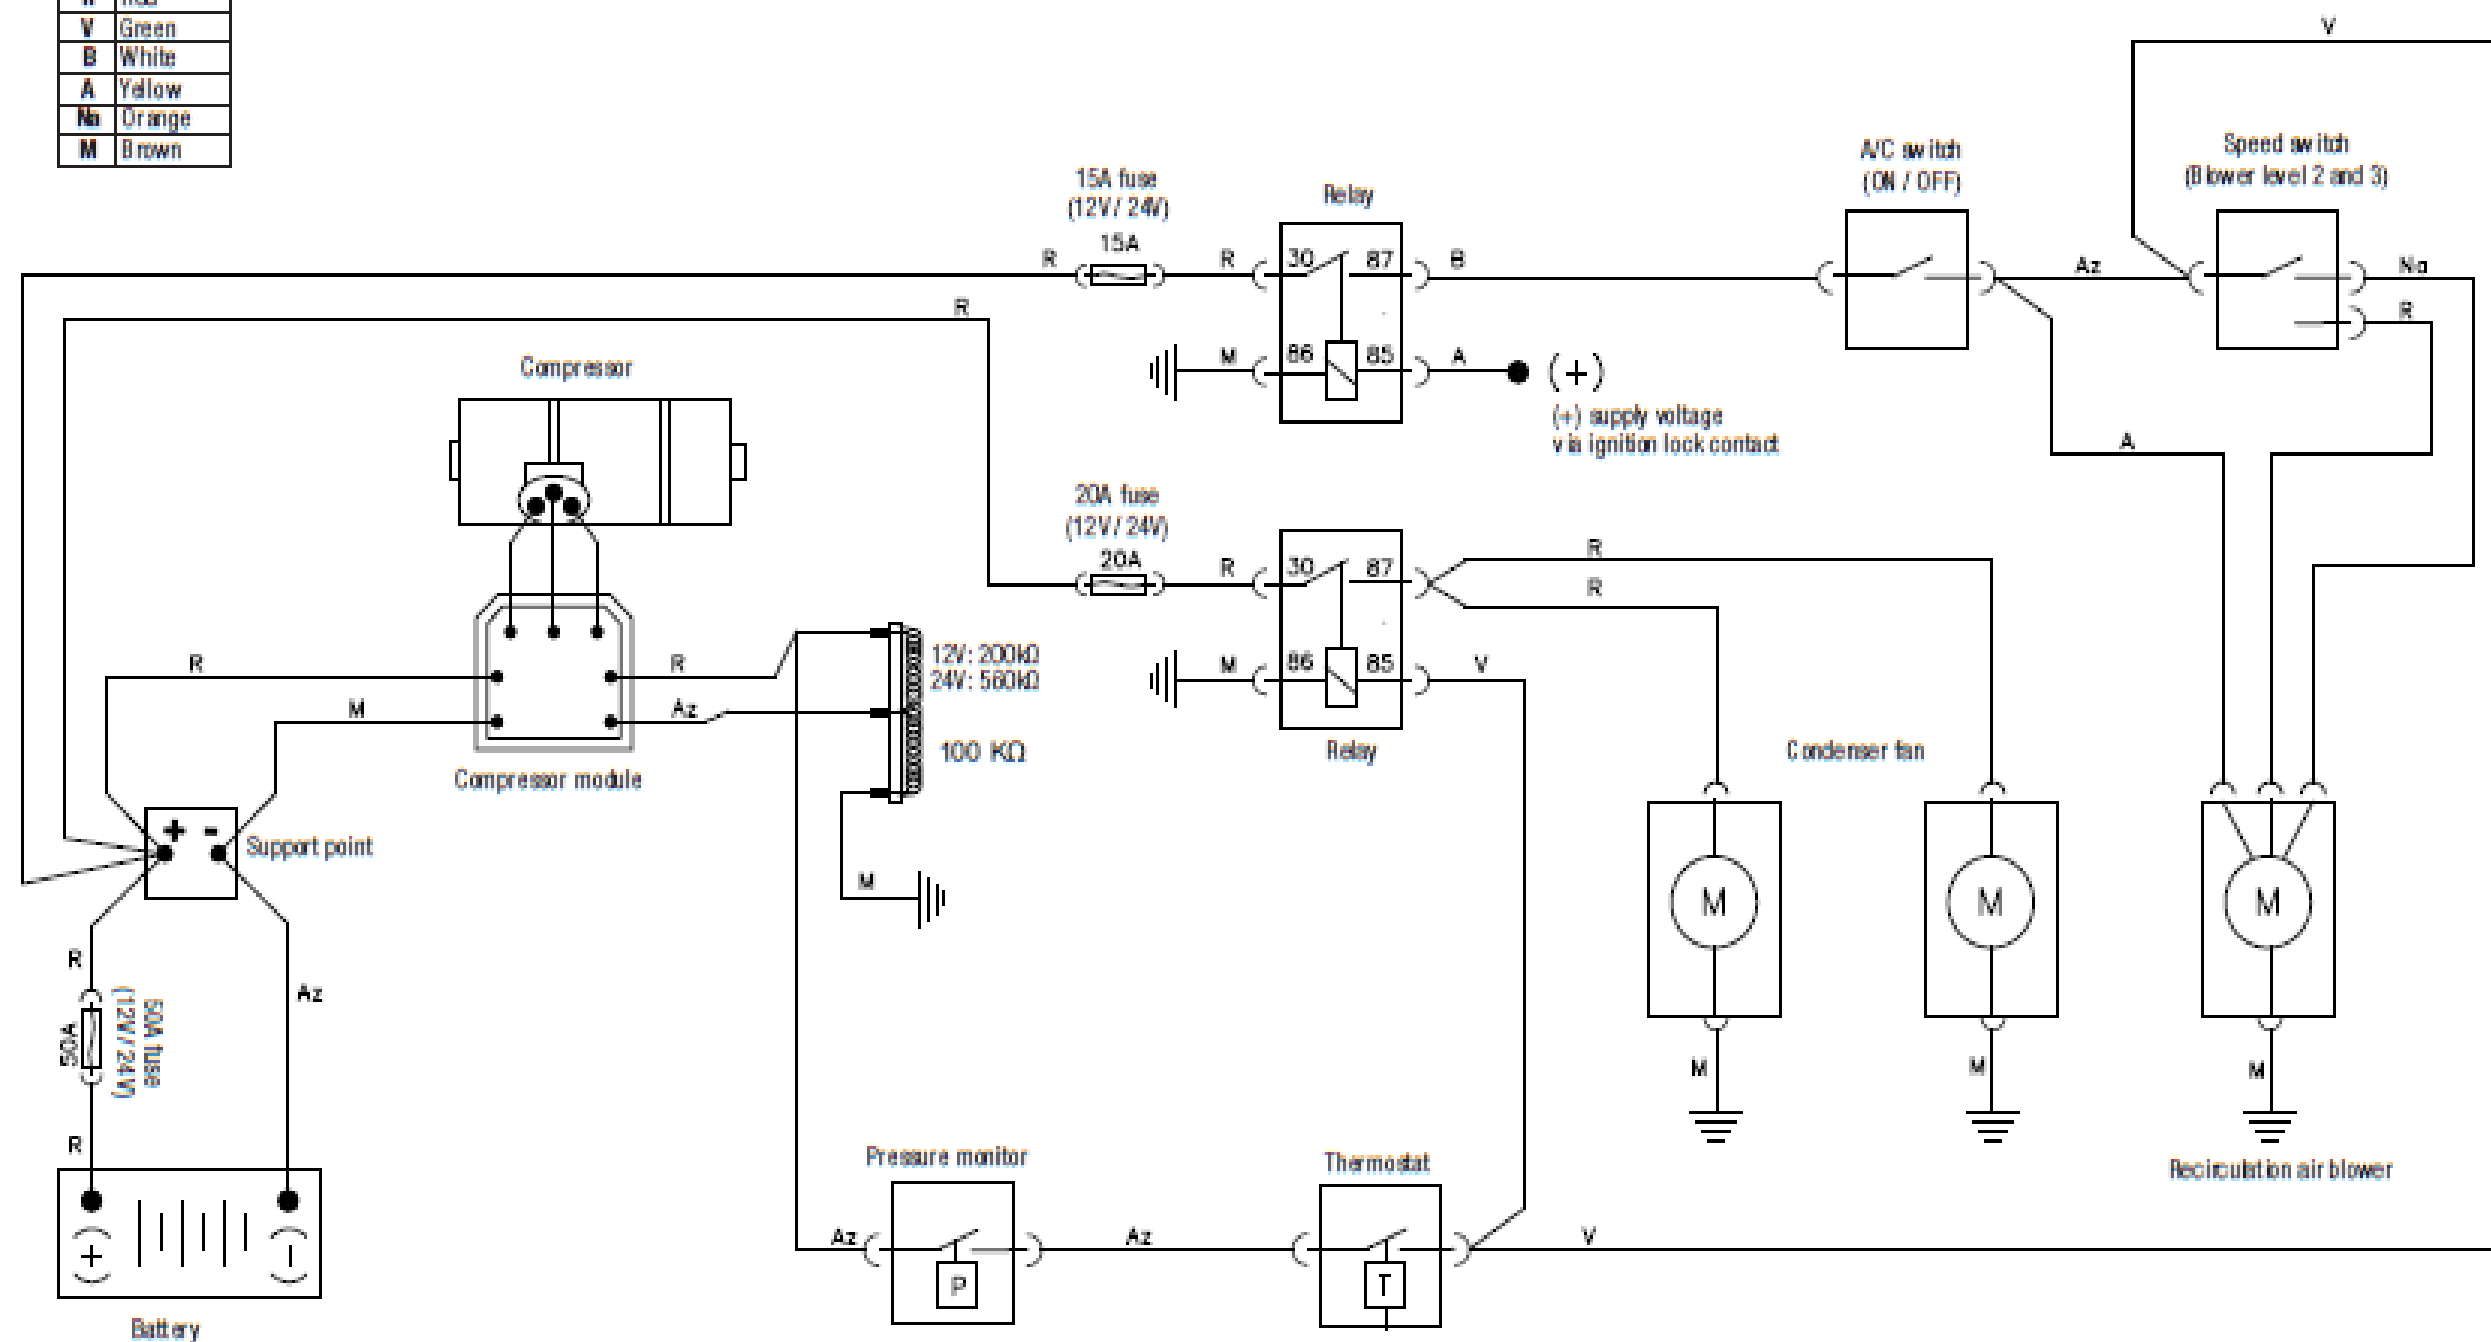 V Green
B White
A Yellow
Na Orange
M Brown
V
A/C switch
(ON / OFF)
Speed switch
(Blower level 2 and 3)
15A fuse
(12V/ 24V)
15A
Relay
R
R
30
87
B
Az
Na
R
R
M
86
85
A
(+)
(+) supply voltage
via ignition lock contact
A
Compressor
20A fuse
(12V/ 24V)
20A
R
30
87
R
R
M
86
85
V
Relay
Condenser fan
R
M
R
Az
12V: 200kΩ
24V: 560kΩ
100 KΩ
Compressor module
+ -
Support point
M
M
M
M
R
Az
50A
50A fuse
(12V/ 24V)
R
M
M
M
Pressure monitor
Thermostat
Recirculation air blower
Az
Az
V
P
T
(+)
(-)
Battery